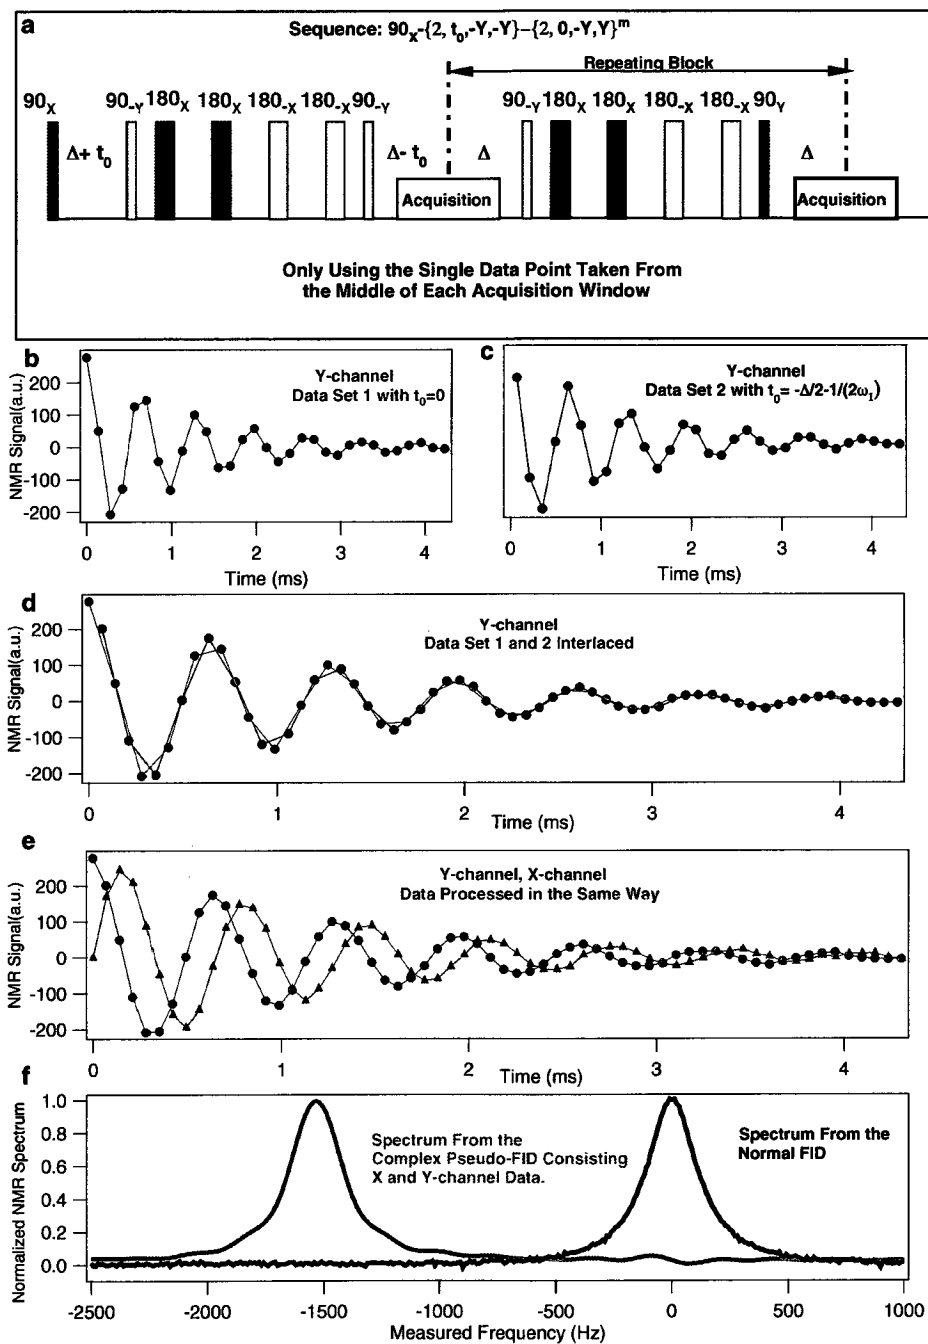 a
Sequence: 90X-{2, t0,-Y,-Y}–{2, 0,-Y,Y}m
Repeating Block
90X 90-Y 180X 180X 180-X 180-X 90-Y 90-Y 180X 180X 180-X 180-X 90Y
Δ+ t0 Δ- t0 Δ Δ
Acquisition Acquisition
Only Using the Single Data Point Taken From
the Middle of Each Acquisition Window
b
Y-channel
Data Set 1 with t0=0
NMR Signal(a.u.)
200
100
0
-100
-200
0 1 2 3 4
Time (ms)
c
Y-channel
Data Set 2 with t0= -Δ/2-1/(2ωI)
0 1 2 3 4
Time (ms)
d
Y-channel
Data Set 1 and 2 Interlaced
NMR Signal(a.u.)
200
100
0
-100
-200
0 1 2 3 4
Time (ms)
e
Y-channel, X-channel
Data Processed in the Same Way
NMR Signal(a.u.)
200
100
0
-100
-200
0 1 2 3 4
Time (ms)
f
Normalized NMR Spectrum
1.0
0.8
0.6
0.4
0.2
0.0
Spectrum From the
Complex Pseudo-FID Consisting
X and Y-channel Data.
Spectrum From the
Normal FID
-2500 -2000 -1500 -1000 -500 0 500 1000
Measured Frequency (Hz)